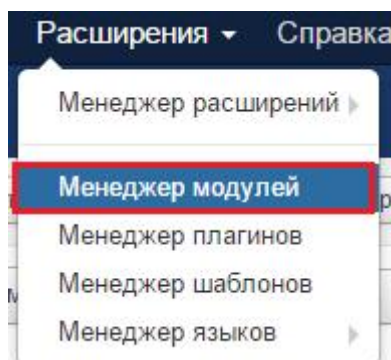 Расширения Справка
Менеджер расширений
Менеджер модулей
Менеджер плагинов
Менеджер шаблонов
Менеджер языков